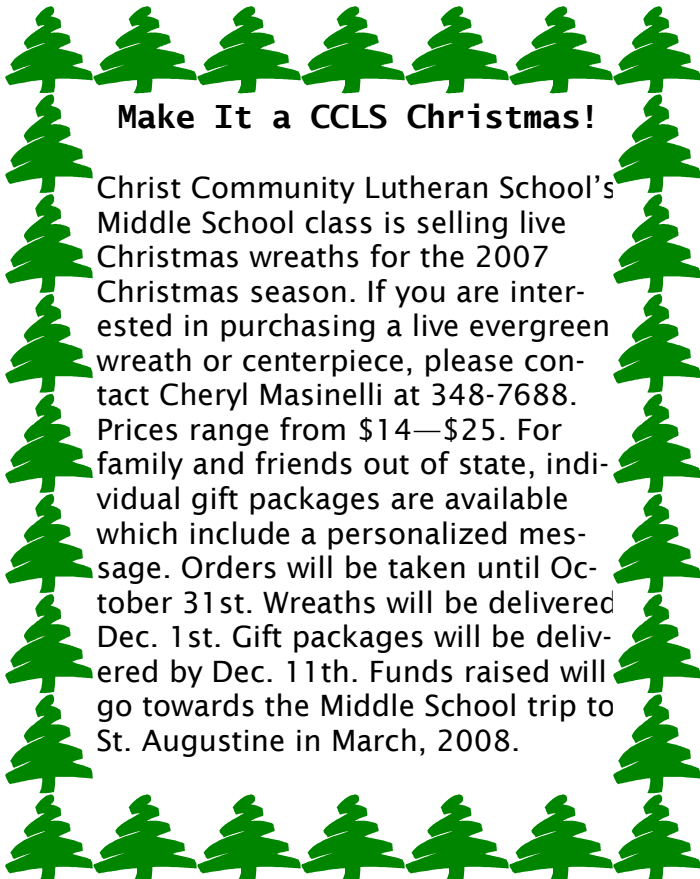 Make It a CCLS Christmas!
Christ Community Lutheran School’s
Middle School class is selling live
Christmas wreaths for the 2007
Christmas season. If you are inter-
ested in purchasing a live evergreen
wreath or centerpiece, please con-
tact Cheryl Masinelli at 348-7688.
Prices range from $14—$25. For
family and friends out of state, indi-
vidual gift packages are available
which include a personalized mes-
sage. Orders will be taken until Oc-
tober 31st. Wreaths will be delivered
Dec. 1st. Gift packages will be deliv-
ered by Dec. 11th. Funds raised will
go towards the Middle School trip to
St. Augustine in March, 2008.